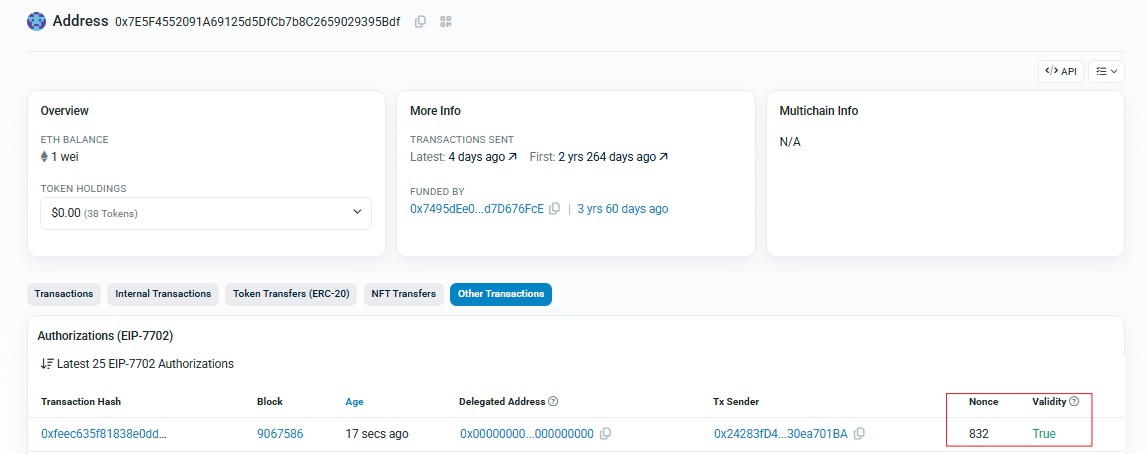 Address 0x7E5F4552091A69125d5DfCb7b8C2659029395Bdf
API
Overview
ETH BALANCE
1 wei
TOKEN HOLDINGS
$0.00 (38 Tokens)
More Info
TRANSACTIONS SENT
Latest: 4 days ago First: 2 yrs 264 days ago
FUNDED BY
0x7495dEe0...d7D676FcE | 3 yrs 60 days ago
Multichain Info
N/A
Transactions Internal Transactions Token Transfers (ERC-20) NFT Transfers Other Transactions
Authorizations (EIP-7702)
Latest 25 EIP-7702 Authorizations
Transaction Hash Block Age Delegated Address Tx Sender Nonce Validity
0xfeec635f81838e0dd... 9067586 17 secs ago 0x00000000...000000000 0x24283fD4...30ea701BA 832 True